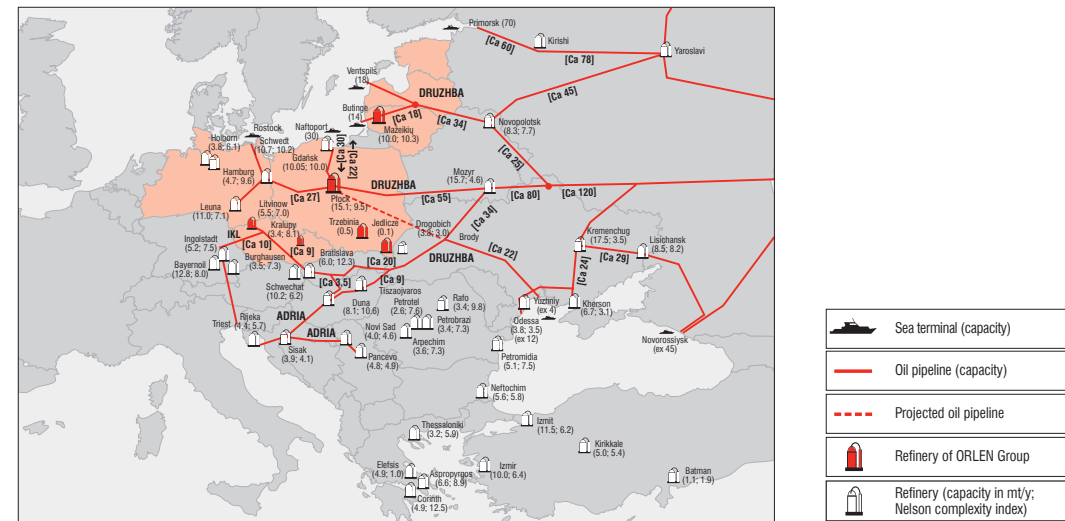 Primorsk (70)
[Ca 60]
Kirishi
[Ca 78]
Yaroslavi
Ventspils
(18)
DRUZHBA
[Ca 45]
Butinge
(14)
[Ca 18]
[Ca 34]
Mažeikių
(10.0; 10.3)
Novopolotsk
(8.3; 7.7)
Rostock
Holborn
(3.8; 6.1)
Schwedt
(10.7; 10.2)
Naftoport
(30)
[Ca 30]
[Ca 22]
Gdańsk
(10.05; 10.0)
[Ca 25]
Hamburg
(4.7; 9.6)
[Ca 27]
Płock
(15.1; 9.5)
DRUZHBA
[Ca 55]
Mozyr
(15.7; 4.6)
[Ca 80]
[Ca 120]
Leuna
(11.0; 7.1)
Litvinow
(5.5; 7.0)
Kralupy
(3.4; 8.1)
Trzebinia
(0.5)
Jedlicze
(0.1)
Drogobich
(3.8; 3.0)
[Ca 34]
Brody
Kremenchug
(17.5; 3.5)
Lisichansk
(8.5; 8.2)
Ingolstadt
(5.2; 7.5)
IKL
[Ca 10]
[Ca 9]
Bratislava
(6.0; 12.3)
[Ca 20]
DRUZHBA
[Ca 22]
[Ca 24]
[Ca 29]
Bayernoil
(12.8; 8.0)
Burghausen
(3.5; 7.3)
Schwechat
(10.2; 6.2)
[Ca 3,5]
[Ca 9]
Tiszaojvaros
Duna
(8.1; 10.6)
Petrotel
(2.6; 7.6)
Rafo
(3.4; 9.8)
Yuzhniy
(ex 4)
Kherson
(6.7; 3.1)
Triest
Rijeka
(4.4; 5.7)
ADRIA
ADRIA
Novi Sad
(4.0; 4.6)
Petrobrazi
(3.4; 7.3)
Odessa
(3.8; 3.5)
(ex 12)
Novorossiysk
(ex 45)
Sisak
(3.9; 4.1)
Pancevo
(4.8; 4.9)
Arpechim
(3.6; 7.3)
Petromidia
(5.1; 7.5)
Neftochim
(5.6; 5.8)
Thessaloniki
(3.2; 5.9)
Izmit
(11.5; 6.2)
Kirikkale
(5.0; 5.4)
Elefsis
(4.9; 1.0)
Aspropyrgos
(6.6; 8.9)
Izmir
(10.0; 6.4)
Batman
(1.1; 1.9)
Corinth
(4.9; 12.5)
Sea terminal (capacity)
Oil pipeline (capacity)
Projected oil pipeline
Refinery of ORLEN Group
Refinery (capacity in mt/y;
Nelson complexity index)